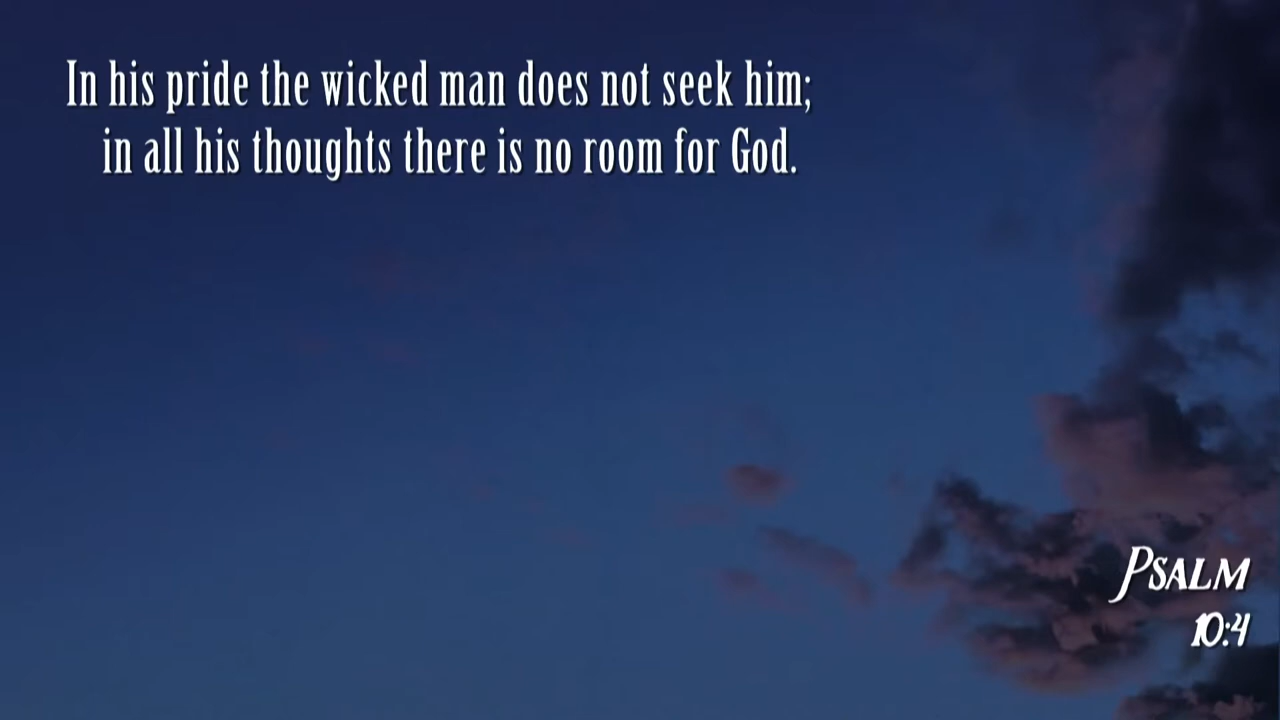 In his pride the wicked man does not seek him;
in all his thoughts there is no room for God.
Psalm
10:4